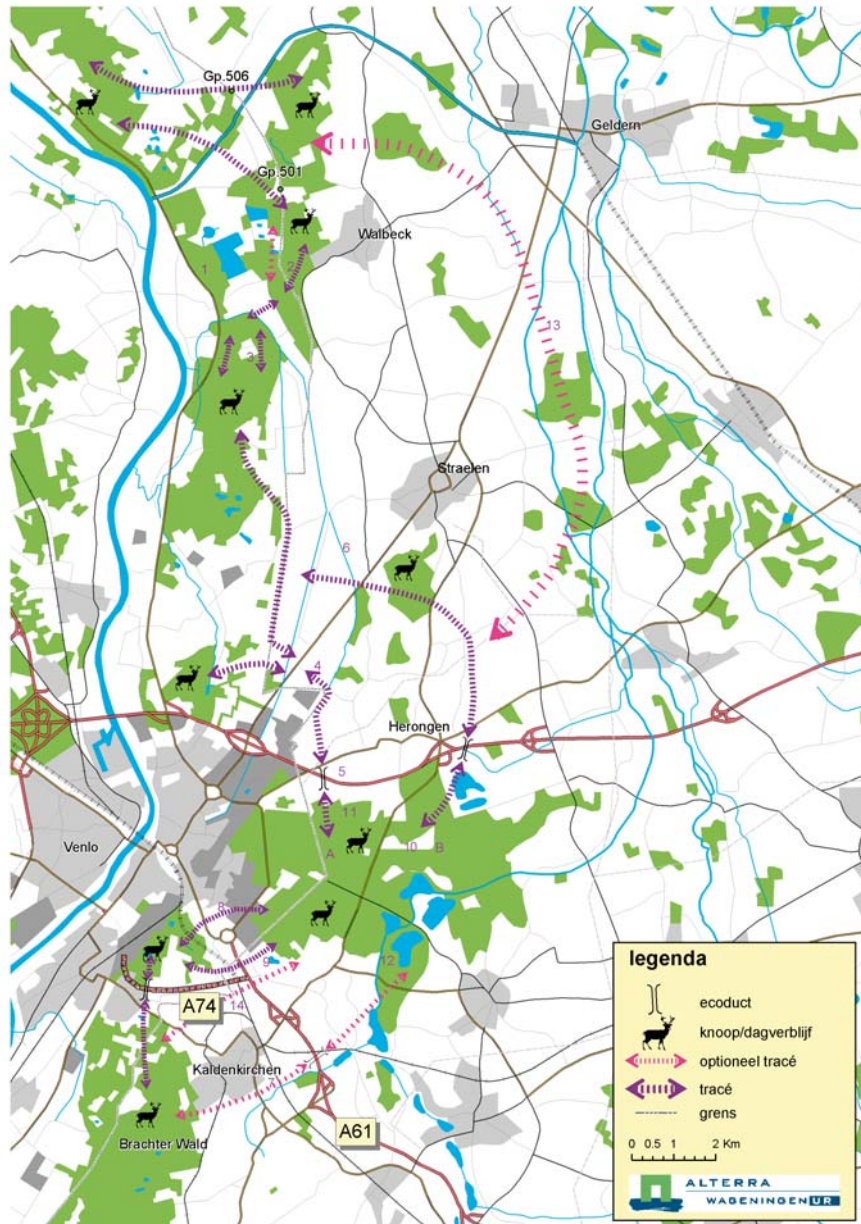 Gp.506
Geldern
Gp.501
Walbeck
1
2
13
3
Straelen
6
4
Herongen
5
11
A
10
B
Venlo
8
9
12
A74
14
Kaldenkirchen
A61
Brachter Wald
legenda
ecoduct
knoop/dagverblijf
optioneel tracé
tracé
grens
0 0.5 1 2 Km
ALTERRA
WAGENINGEN UR